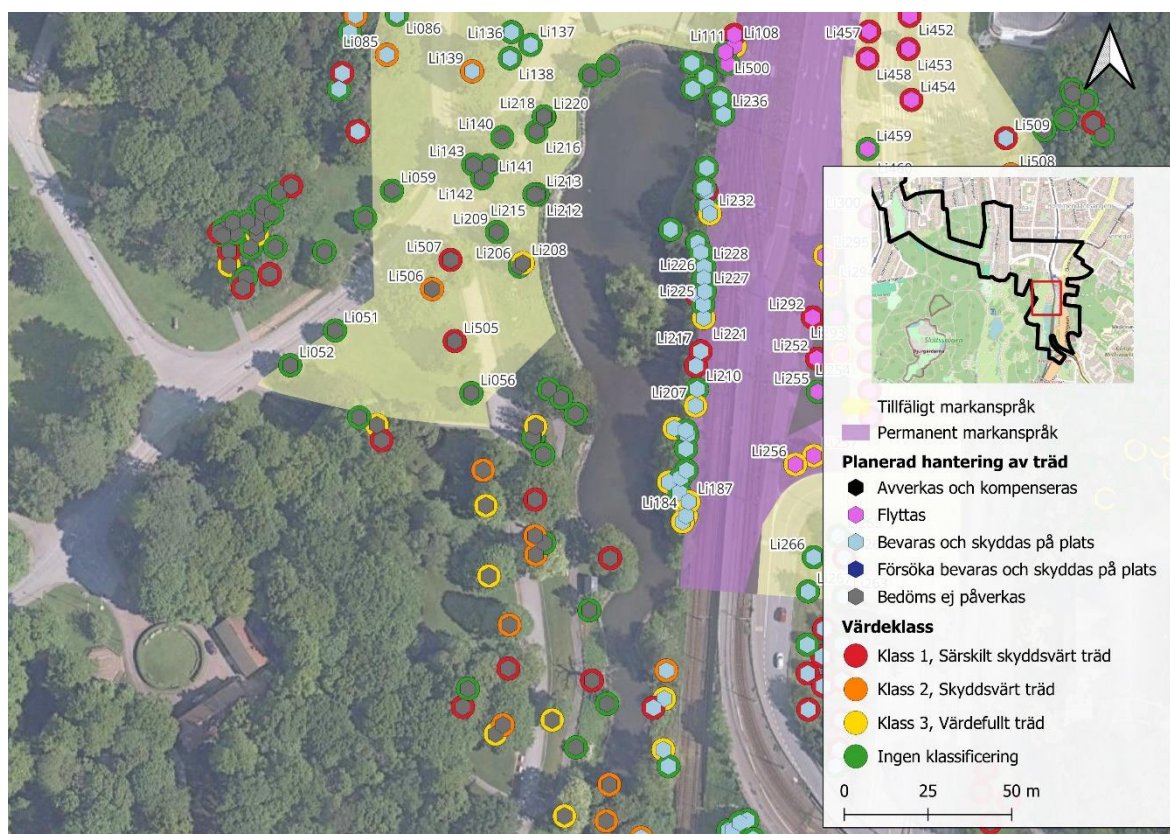 Li086
Li136
Li137
Li111
Li108
Li457
Li452
Li085
Li139
Li138
Li500
Li458
Li453
Li454
Li218
Li220
Li236
Li140
Li216
Li459
Li509
Li143
Li141
Li508
Li059
Li142
Li213
Li215
Li212
Li232
Li209
Li507
Li206
Li208
Li228
Li226
Li227
Li506
Li225
Li292
Li051
Li505
Li221
Li217
Li252
Li052
Li210
Li255
Li056
Li207
Li256
Li187
Li184
Li266
Tillfäligt markanspråk
Permanent markanspråk
Planerad hantering av träd
Avverkas och kompenseras
Flyttas
Bevaras och skyddas på plats
Försöka bevaras och skyddas på plats
Bedöms ej påverkas
Värdeklass
Klass 1, Särskilt skyddsvärt träd
Klass 2, Skyddsvärt träd
Klass 3, Värdefullt träd
Ingen klassificering
0 25 50 m